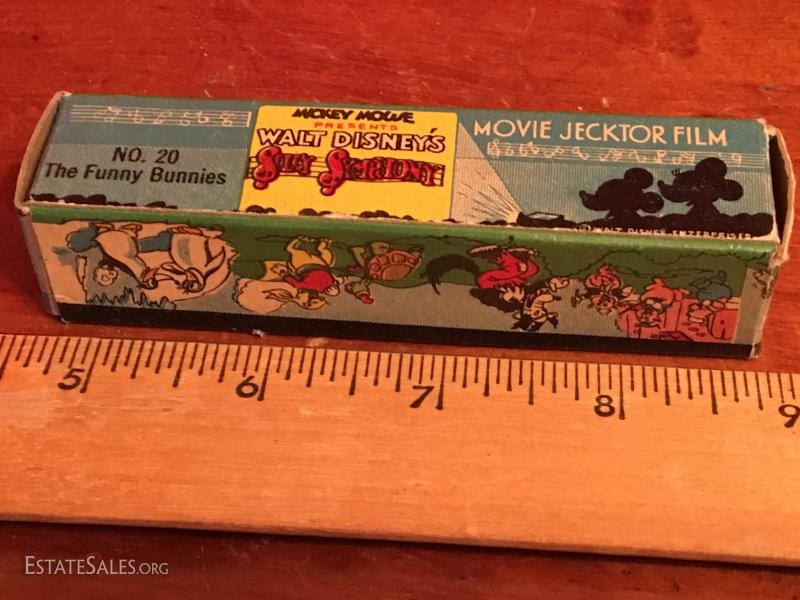 MICKEY MOUSE
PRESENTS
WALT DISNEY'S
SILLY SYMPHONY
MOVIE JECKTOR FILM
NO. 20
The Funny Bunnies
© WALT DISNEY ENTERPRISES
5 6 7 8 9
ESTATESALES.ORG